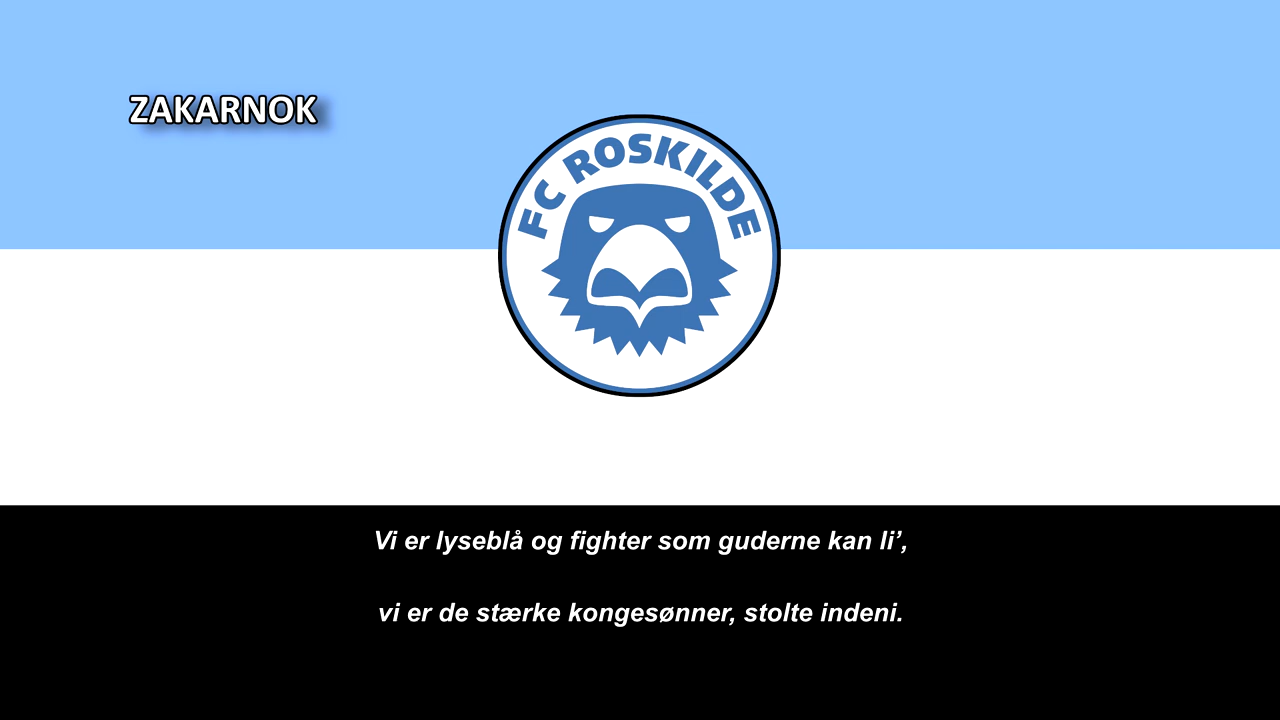 ZAKARNOK
FC ROSKILDE
Vi er lyseblå og fighter som guderne kan li’,
vi er de stærke kongesønner, stolte indeni.